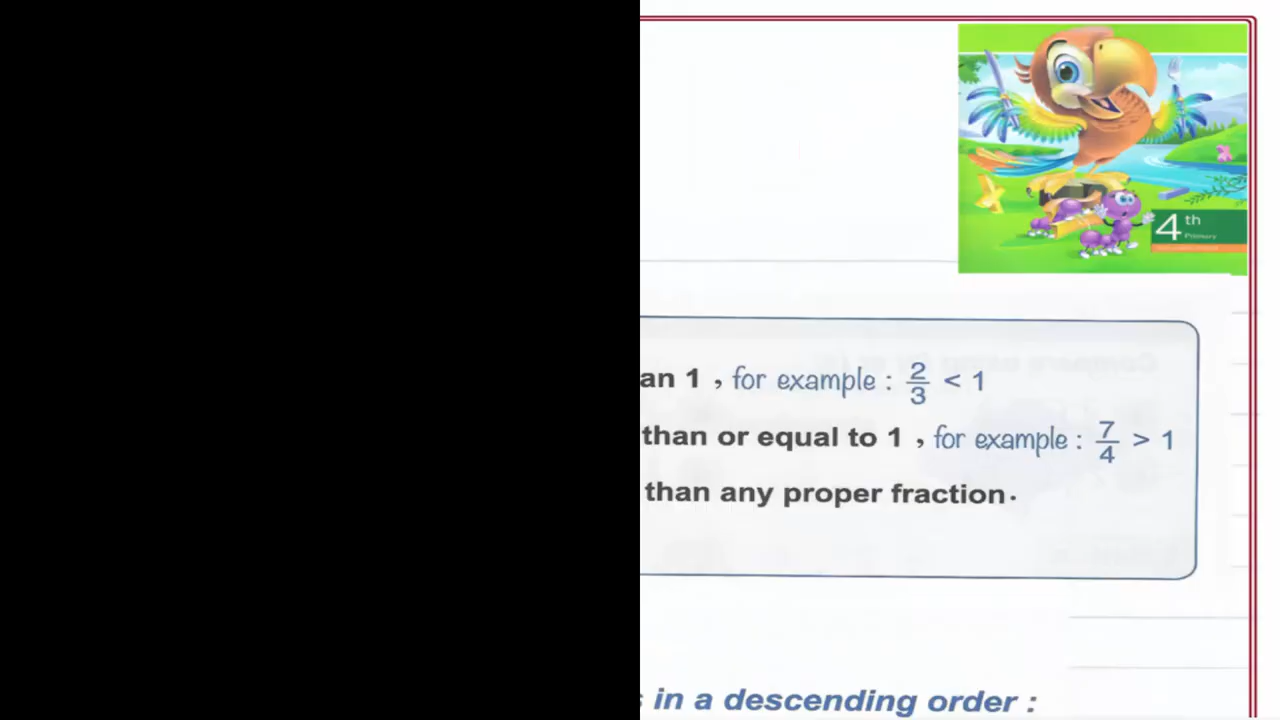 4th
Primary
an 1 , for example : 2/3 < 1
than or equal to 1 , for example : 7/4 > 1
than any proper fraction .
in a descending order :